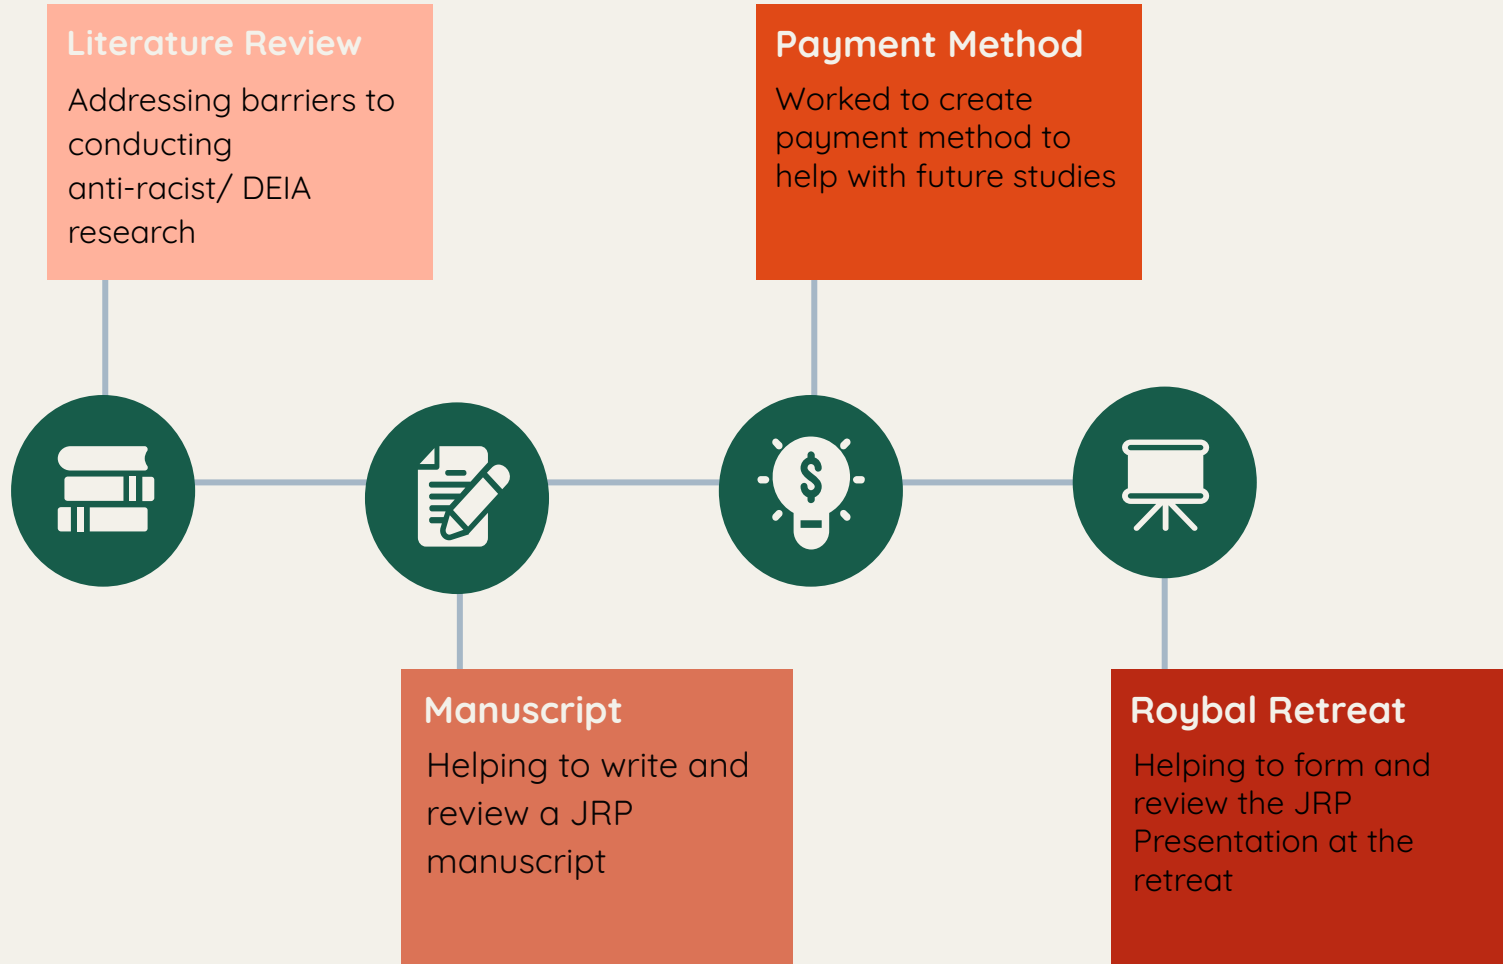 Literature Review
Addressing barriers to
conducting
anti-racist/ DEIA
research
Manuscript
Helping to write and
review a JRP
manuscript
Payment Method
Worked to create
payment method to
help with future studies
$
Roybal Retreat
Helping to form and
review the JRP
Presentation at the
retreat